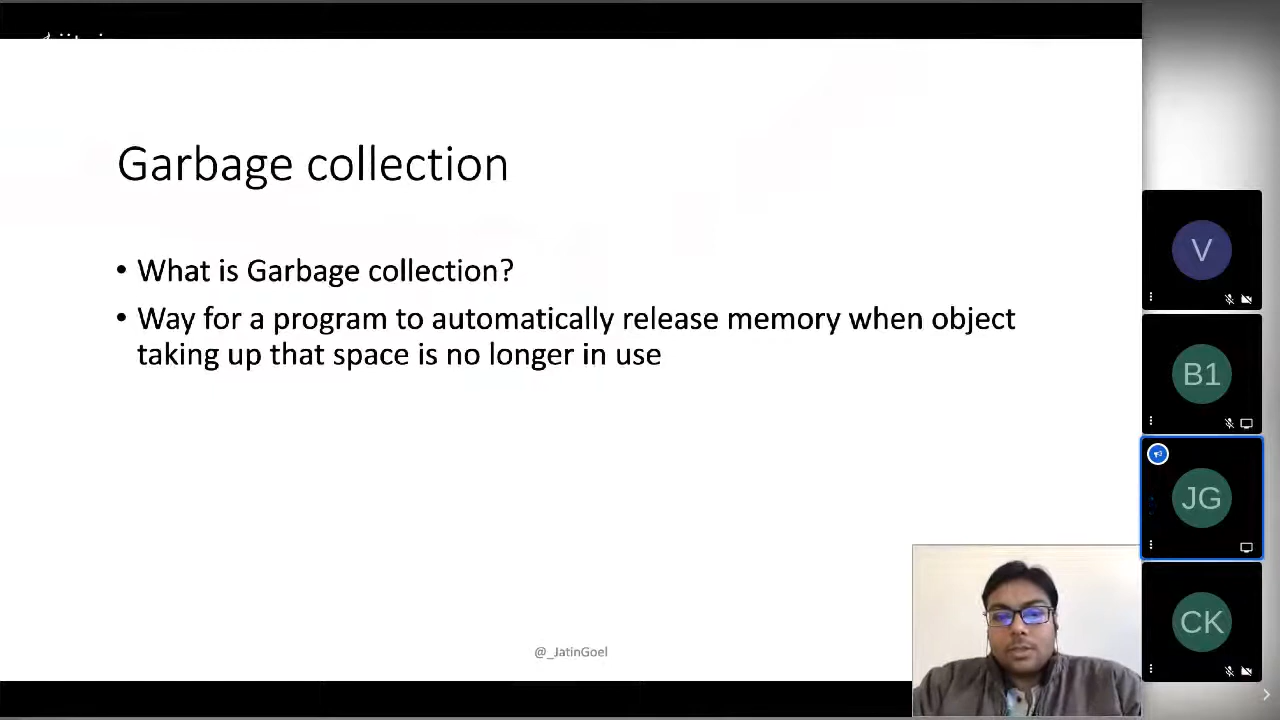 Garbage collection
• What is Garbage collection?
• Way for a program to automatically release memory when object
taking up that space is no longer in use
@_JatinGoel
V
B1
JG
CK